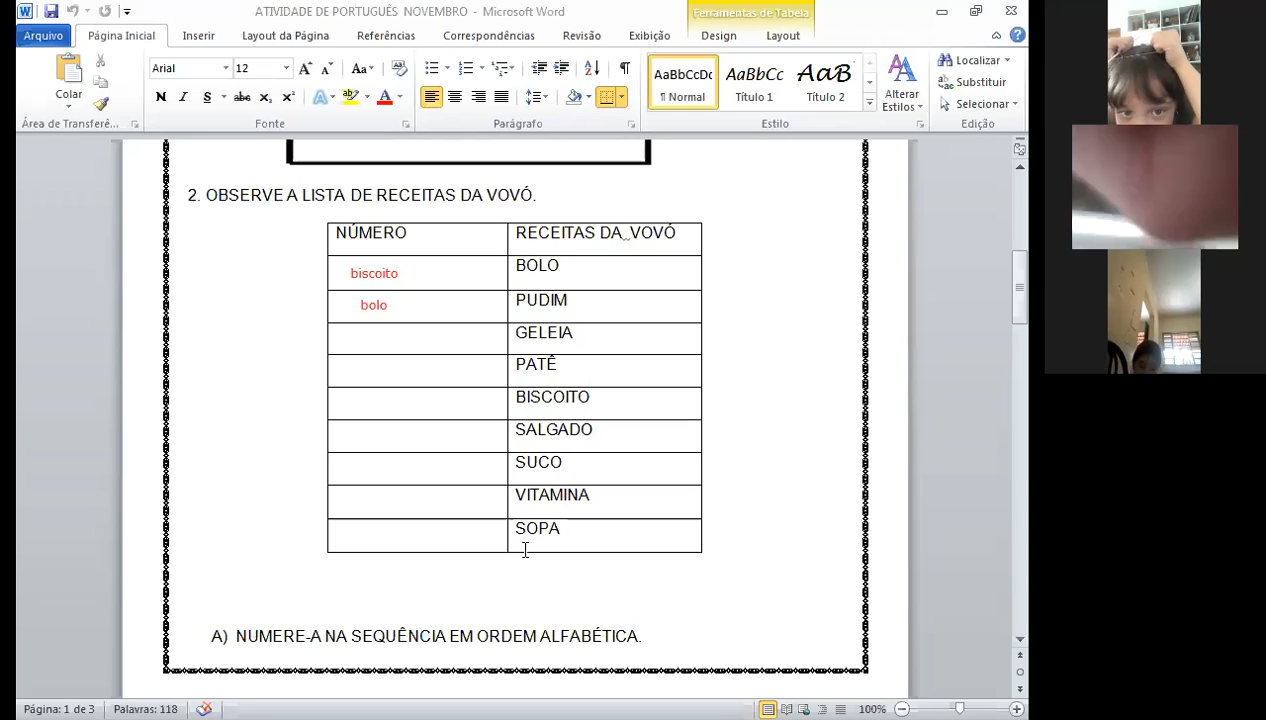 ATIVIDADE DE PORTUGUÊS NOVEMBRO - Microsoft Word
Ferramentas de Tabela
Arquivo Página Inicial Inserir Layout da Página Referências Correspondências Revisão Exibição Design Layout
Colar
Arial 12
N I S abc x₂ x²
AaBbCcDc AaBbCc AaB
¶ Normal Título 1 Título 2
Alterar Estilos
Localizar
Substituir
Selecionar
Área de Transferê... Fonte Parágrafo Estilo Edição
2. OBSERVE A LISTA DE RECEITAS DA VOVÓ.
NÚMERO RECEITAS DA VOVÓ
biscoito BOLO
bolo PUDIM
GELEIA
PATÊ
BISCOITO
SALGADO
SUCO
VITAMINA
SOPA
A) NUMERE-A NA SEQUÊNCIA EM ORDEM ALFABÉTICA.
Página: 1 de 3 Palavras: 118 100%